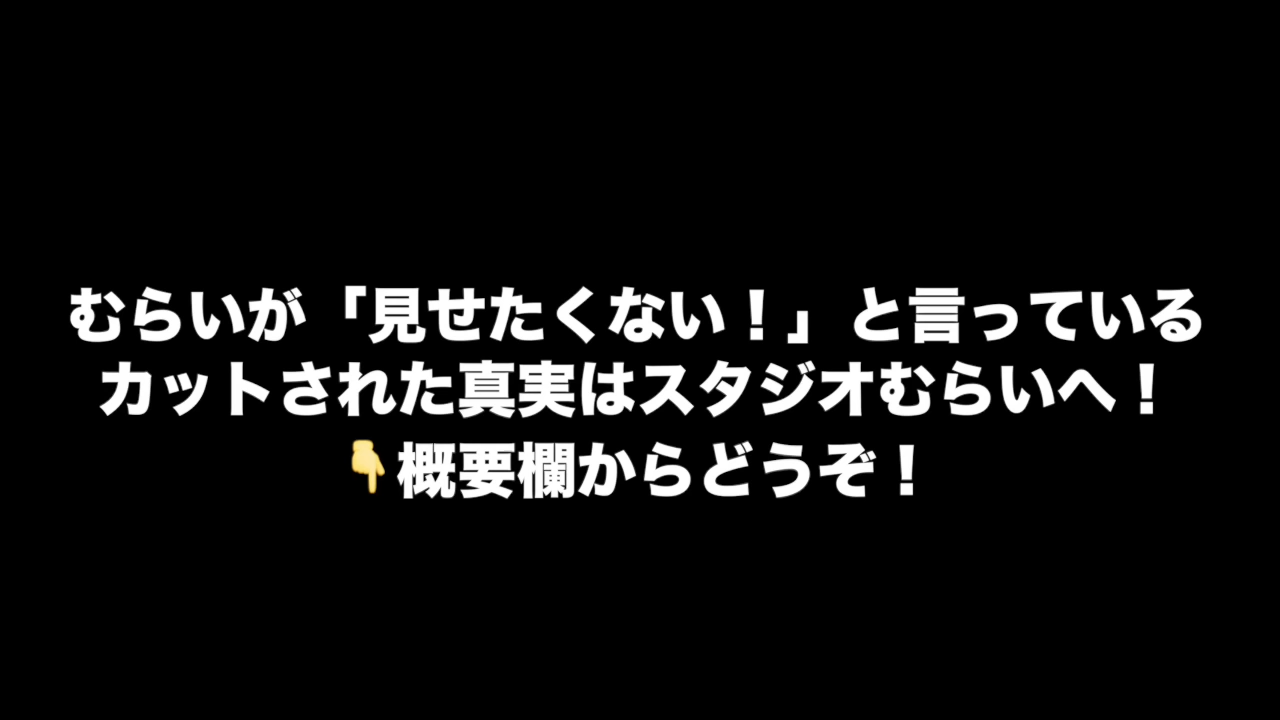 むらいが「見せたくない！」と言っている
カットされた真実はスタジオむらいへ！
👇概要欄からどうぞ！